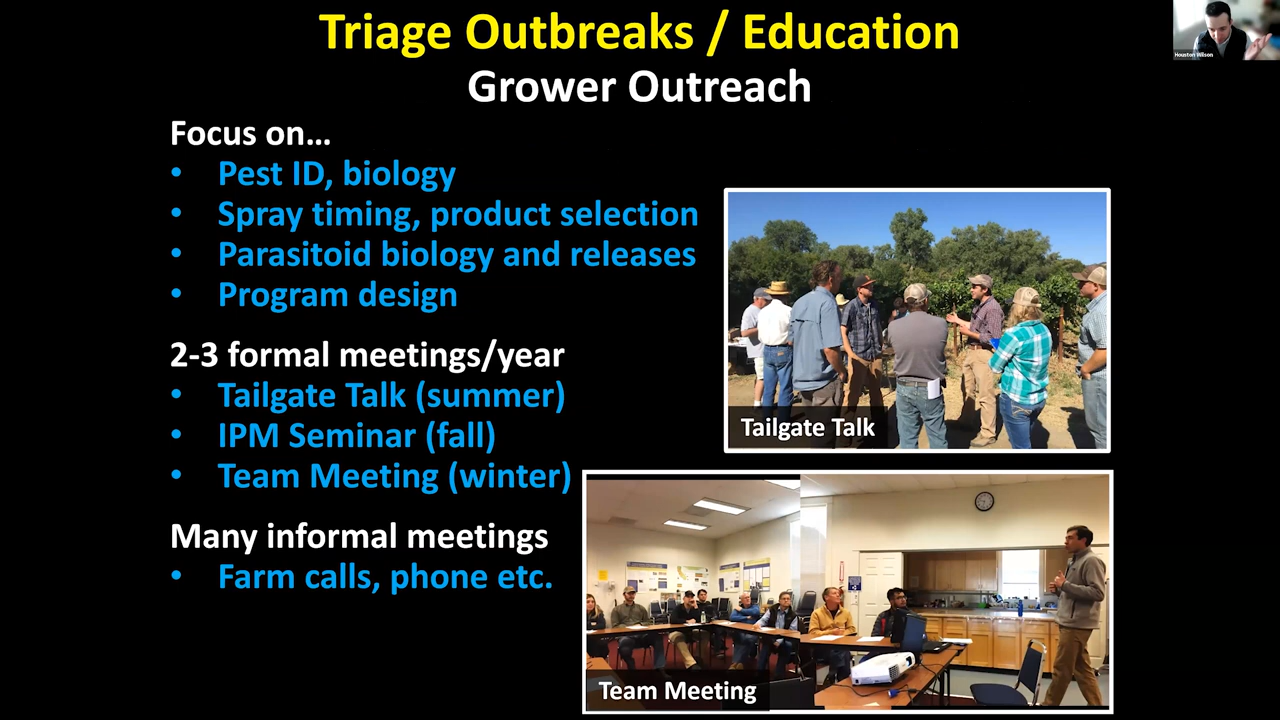 Triage Outbreaks / Education
Grower Outreach
Houston Wilson
Focus on…
• Pest ID, biology
• Spray timing, product selection
• Parasitoid biology and releases
• Program design
2-3 formal meetings/year
• Tailgate Talk (summer)
• IPM Seminar (fall)
• Team Meeting (winter)
Many informal meetings
• Farm calls, phone etc.
Tailgate Talk
Team Meeting